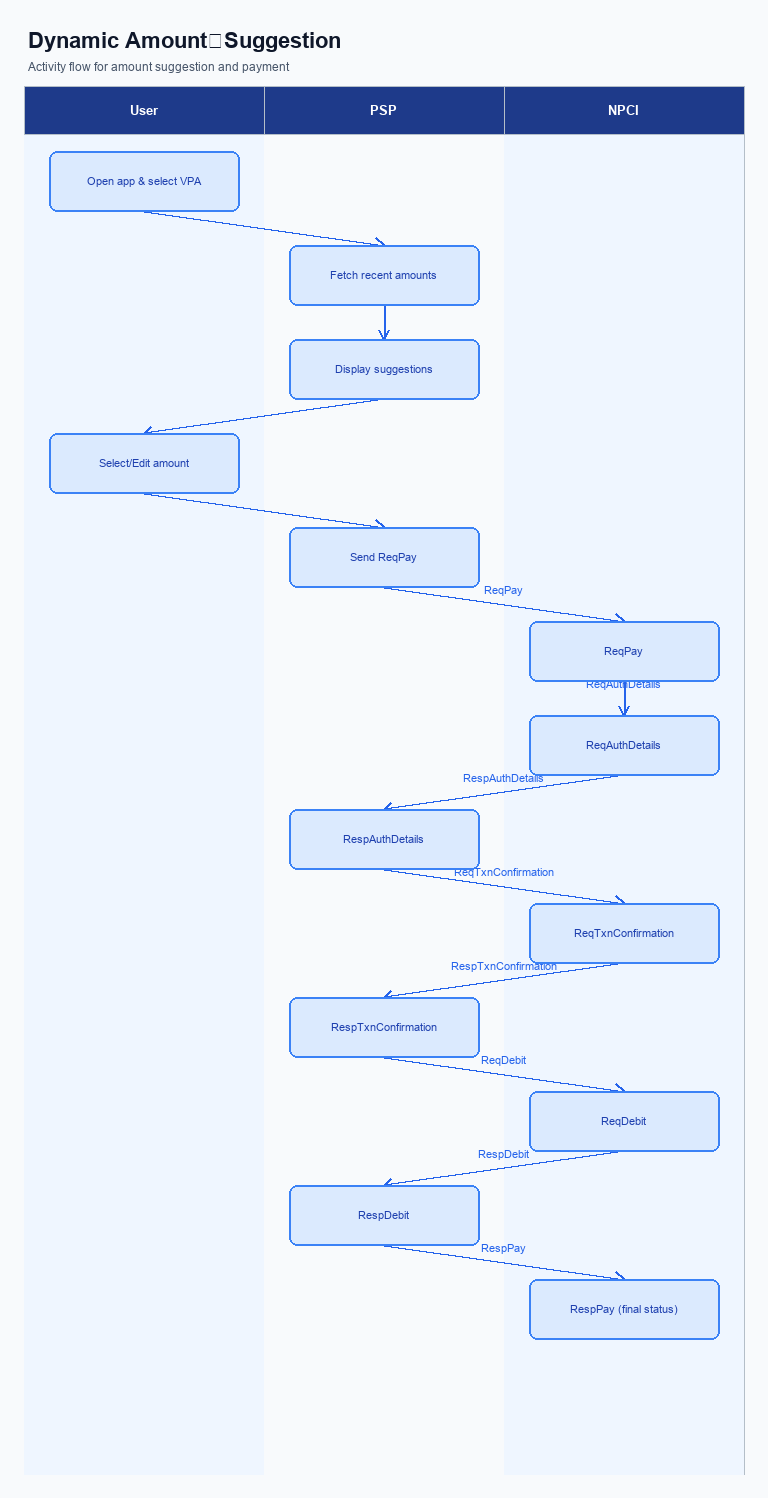 Dynamic Amount□Suggestion
Activity flow for amount suggestion and payment
User PSP NPCI
Open app & select VPA
Fetch recent amounts
Display suggestions
Select/Edit amount
Send ReqPay
ReqPay
ReqPay
ReqAuthDetails
ReqAuthDetails
RespAuthDetails
RespAuthDetails
ReqTxnConfirmation
ReqTxnConfirmation
RespTxnConfirmation
RespTxnConfirmation
ReqDebit
ReqDebit
RespDebit
RespDebit
RespPay
RespPay (final status)